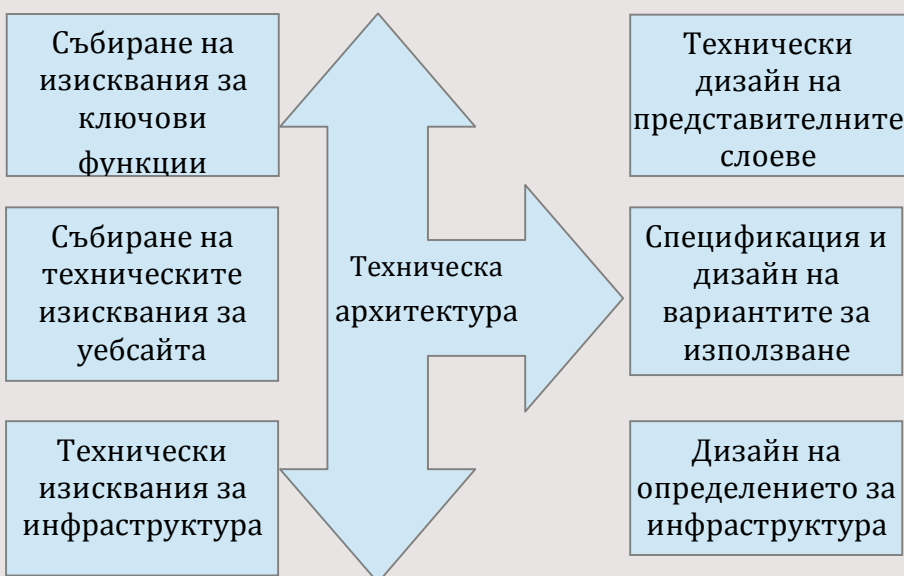 Събиране на
изисквания за
ключови
функции
Технически
дизайн на
представителните
слоеве
Събиране на
техническите
изисквания за
уебсайта
Техническа
архитектура
Спецификация и
дизайн на
вариантите за
използване
Технически
изисквания за
инфраструктура
Дизайн на
определението за
инфраструктура